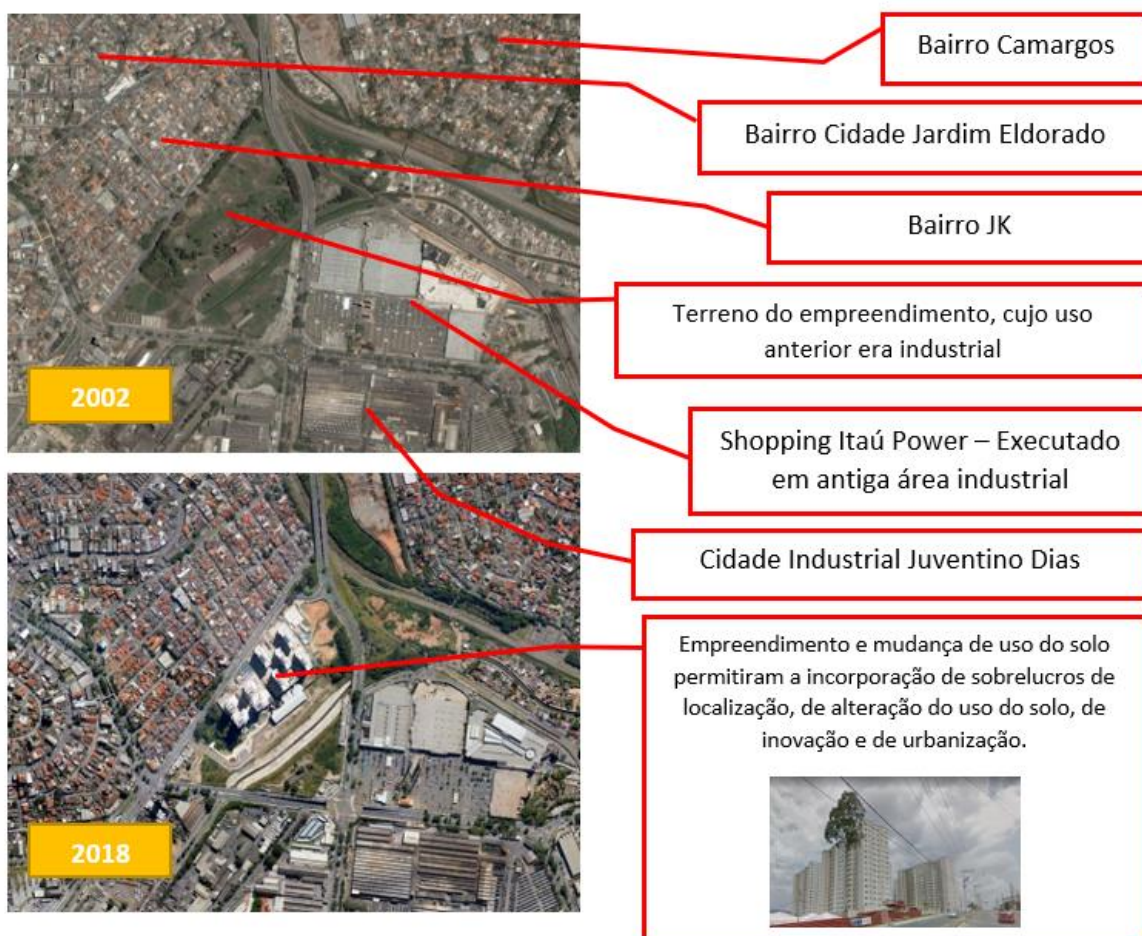 Bairro Camargos
Bairro Cidade Jardim Eldorado
Bairro JK
Terreno do empreendimento, cujo uso
anterior era industrial
2002
Shopping Itaú Power – Executado
em antiga área industrial
Cidade Industrial Juventino Dias
Empreendimento e mudança de uso do solo
permitiram a incorporação de sobrelucros de
localização, de alteração do uso do solo, de
inovação e de urbanização.
2018